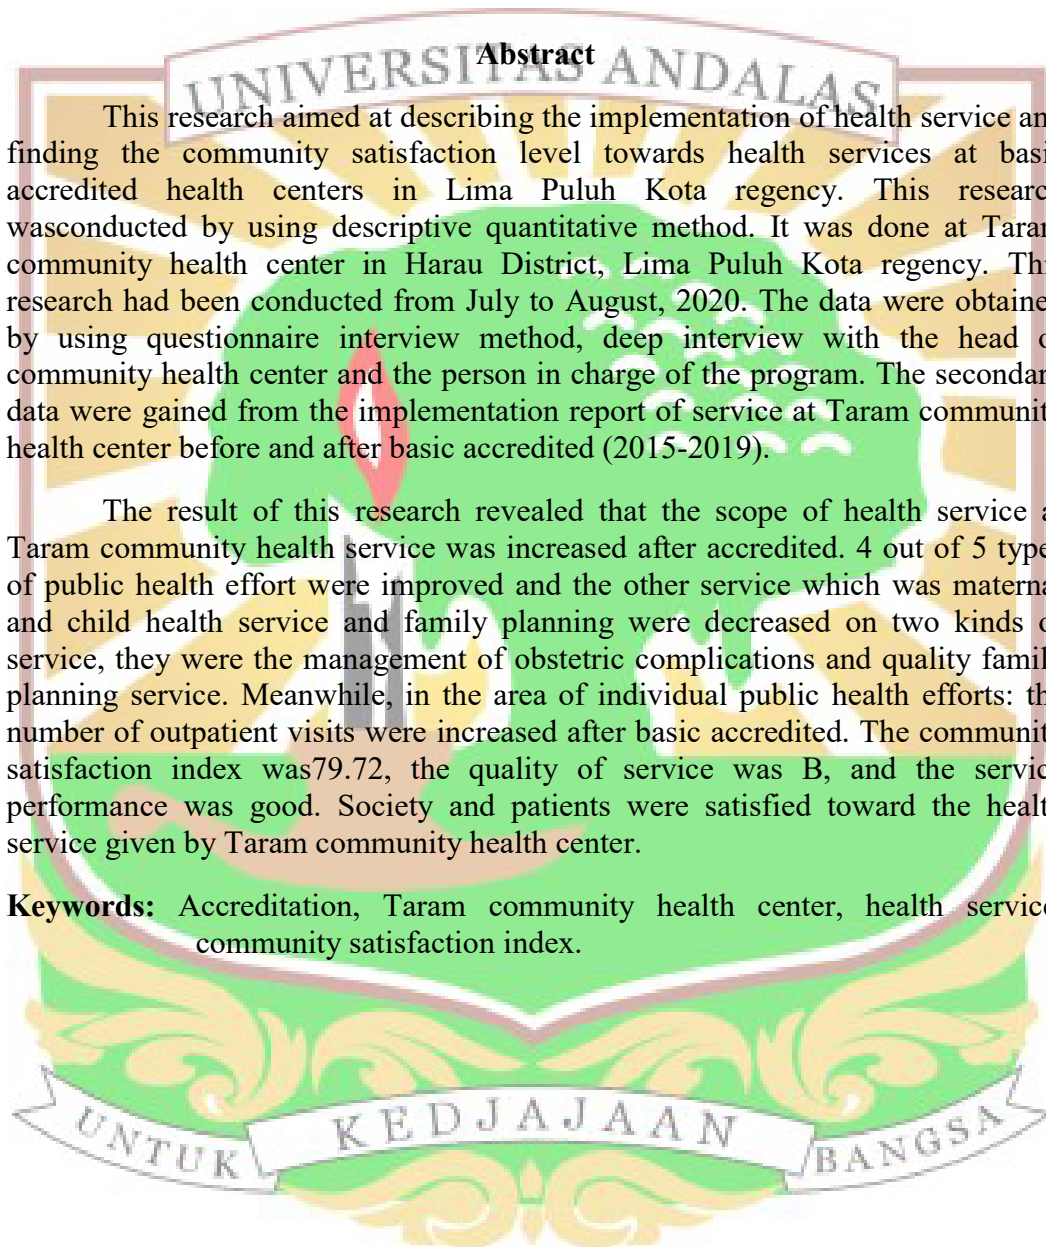 Abstract
UNIVERSITAS ANDALAS
This research aimed at describing the implementation of health service an
finding the community satisfaction level towards health services at basi
accredited health centers in Lima Puluh Kota regency. This researc
wasconducted by using descriptive quantitative method. It was done at Taram
community health center in Harau District, Lima Puluh Kota regency. Thi
research had been conducted from July to August, 2020. The data were obtaine
by using questionnaire interview method, deep interview with the head o
community health center and the person in charge of the program. The secondar
data were gained from the implementation report of service at Taram communit
health center before and after basic accredited (2015-2019).
The result of this research revealed that the scope of health service a
Taram community health service was increased after accredited. 4 out of 5 type
of public health effort were improved and the other service which was materna
and child health service and family planning were decreased on two kinds o
service, they were the management of obstetric complications and quality famil
planning service. Meanwhile, in the area of individual public health efforts: th
number of outpatient visits were increased after basic accredited. The communit
satisfaction index was79.72, the quality of service was B, and the servic
performance was good. Society and patients were satisfied toward the healt
service given by Taram community health center.
Keywords: Accreditation, Taram community health center, health service
community satisfaction index.
UNTUK KEDJAJAAN BANGSA